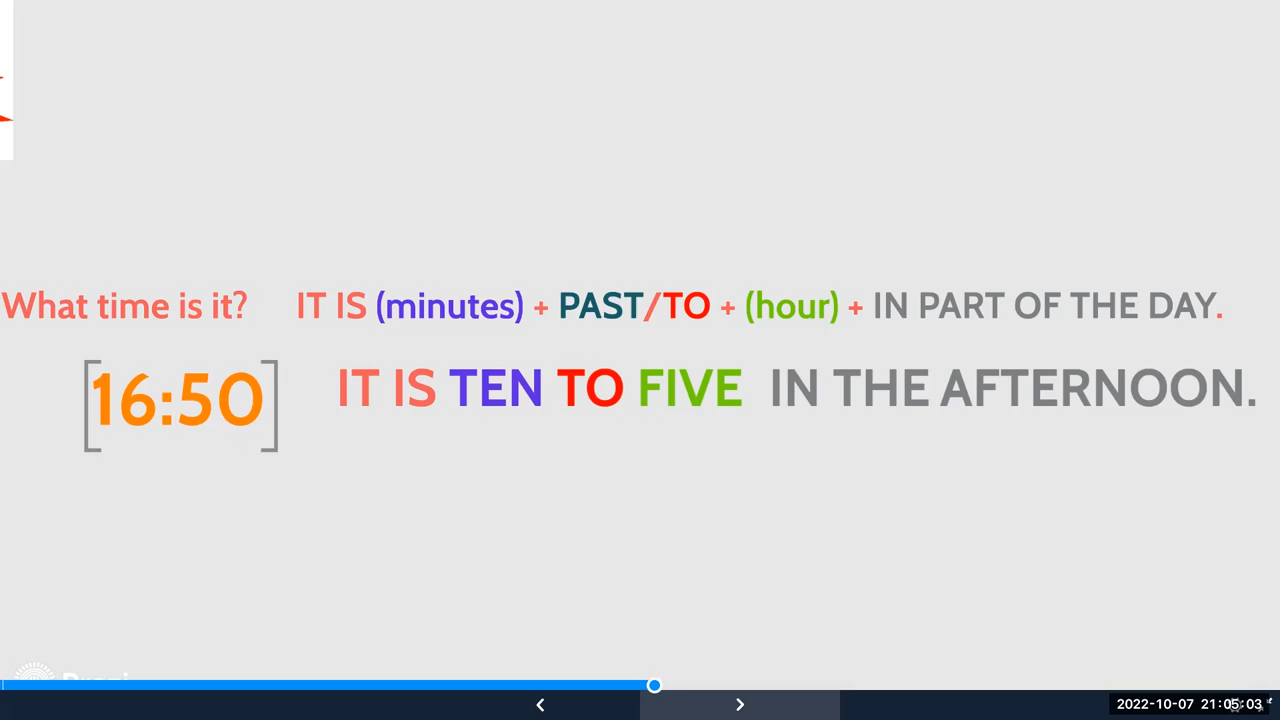 What time is it? IT IS (minutes) + PAST/TO + (hour) + IN PART OF THE DAY.
[16:50] IT IS TEN TO FIVE IN THE AFTERNOON.
Prezi
2022-10-07 21:05:03